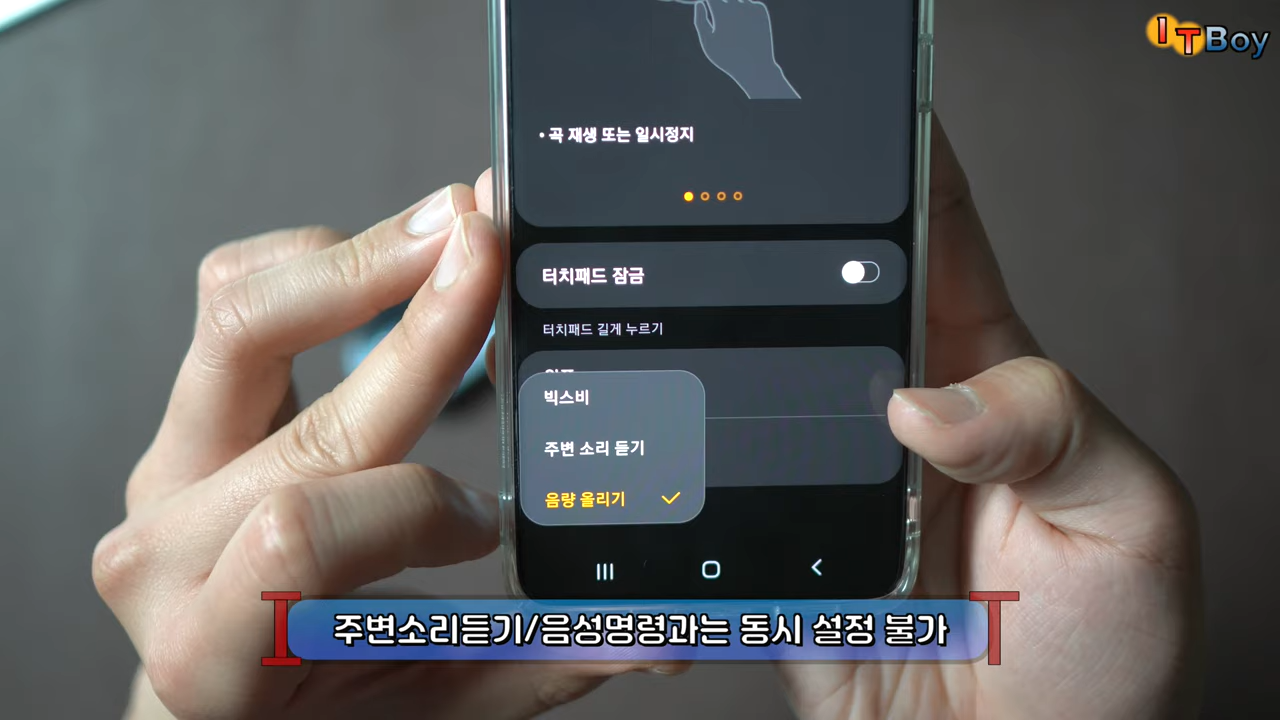 ITBoy
• 곡 재생 또는 일시정지
터치패드 잠금
터치패드 길게 누르기
빅스비
주변 소리 듣기
음량 올리기
주변소리듣기/음성명령과는 동시 설정 불가